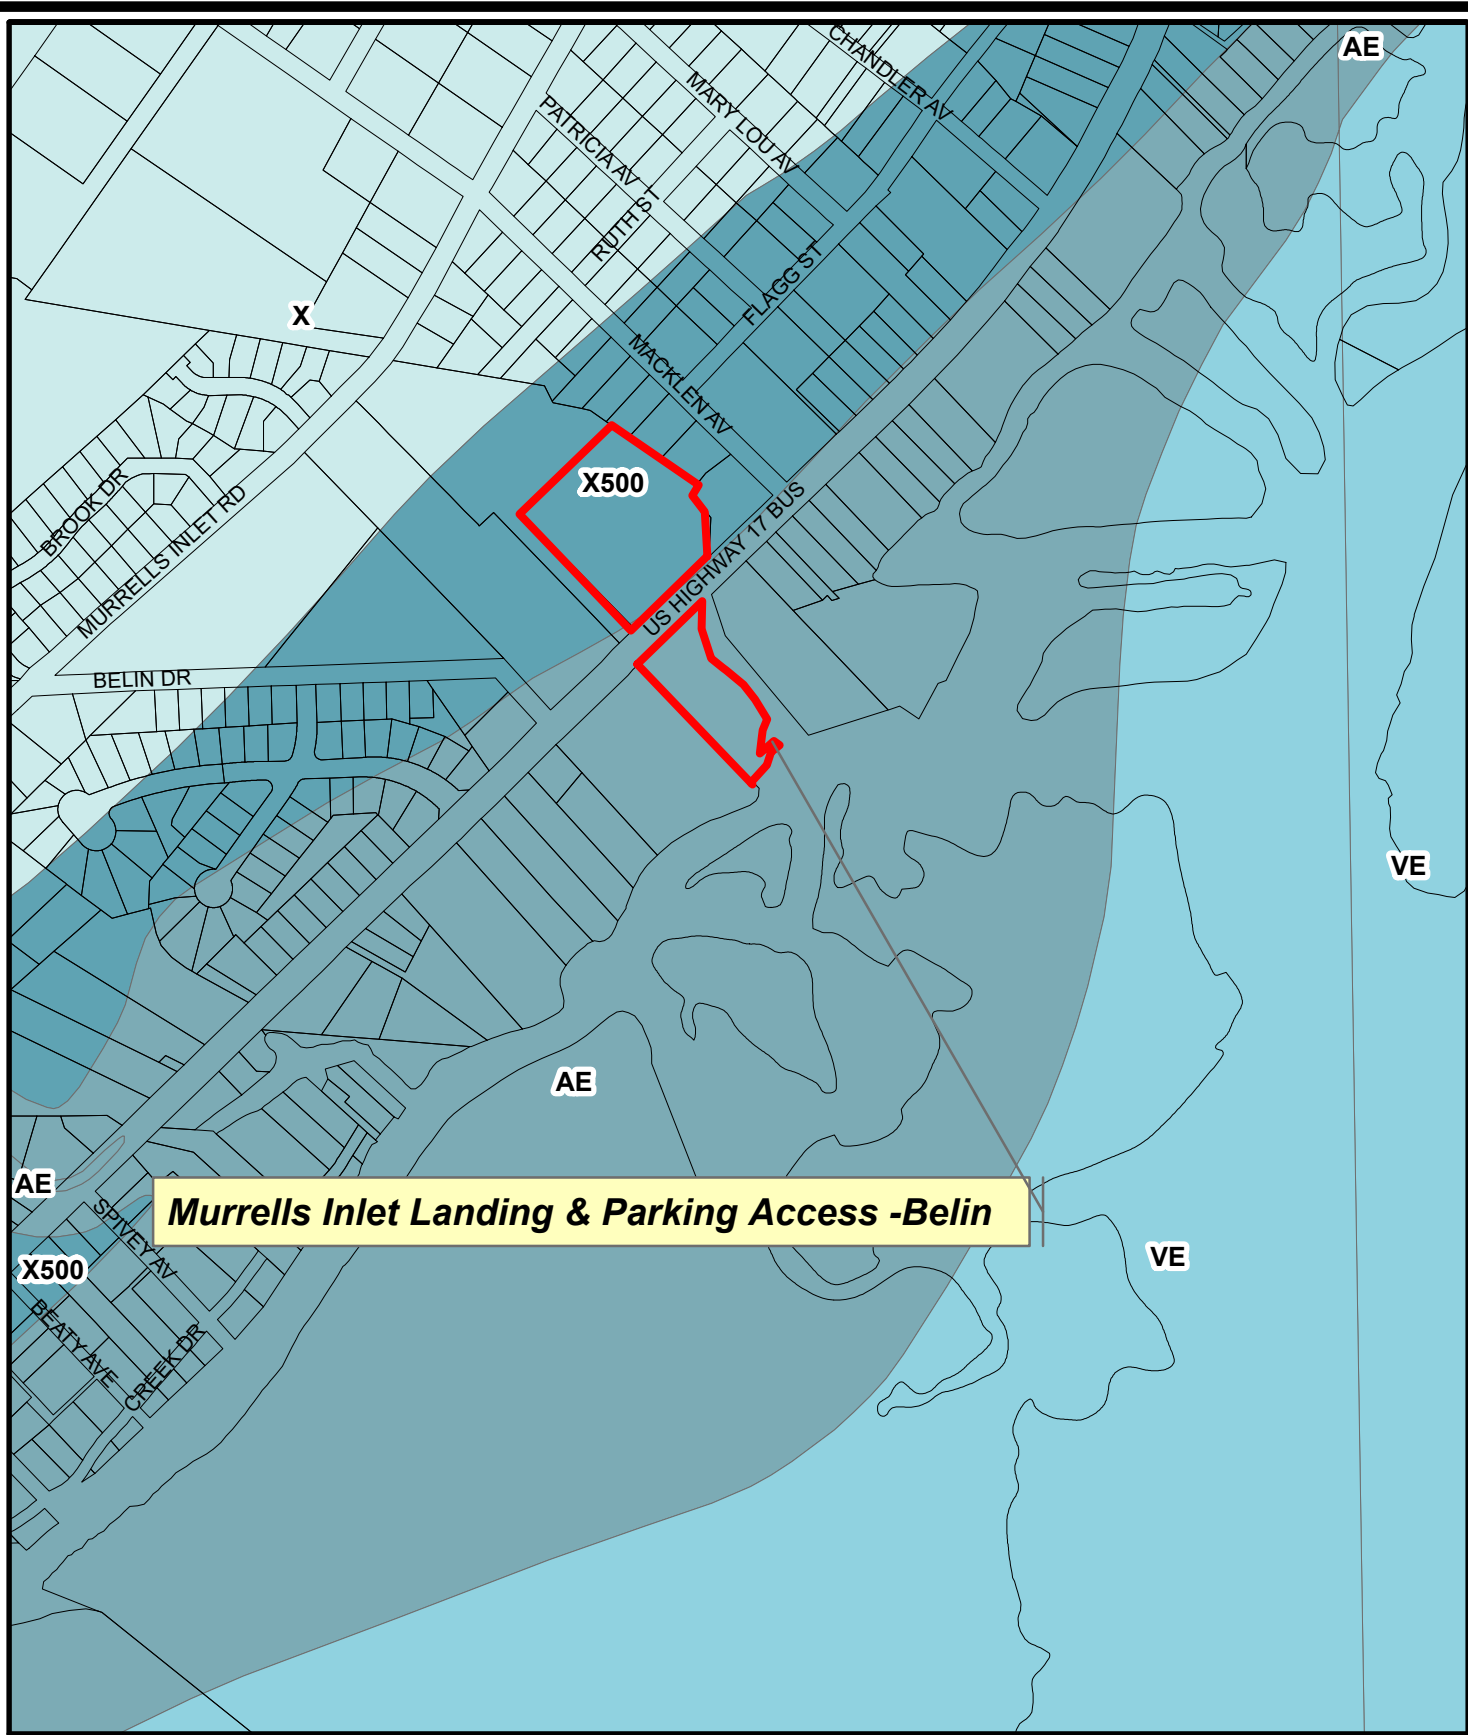 AE
CHANDLER AV
MARY LOU AV
PATRICIA AV
RUTH ST
FLAGG ST
X
MACKLEN AV
X500
BROOK DR
MURRELLS INLET RD
US HIGHWAY 17 BUS
BELIN DR
VE
AE
AE
Murrells Inlet Landing & Parking Access -Belin
SPIVEY AV
VE
X500
BEATY AVE
CREEK DR